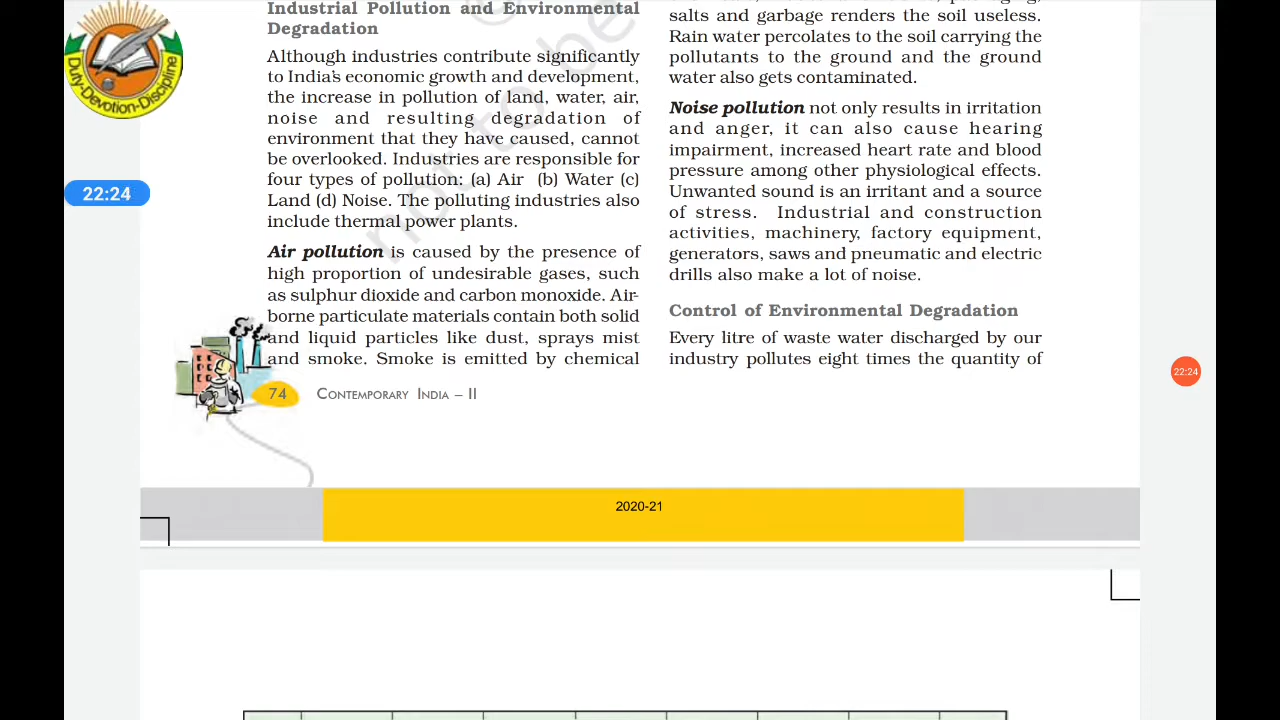 Duty-Devotion-Discipline
22:24
Industrial Pollution and Environmental
Degradation
Although industries contribute significantly
to India's economic growth and development,
the increase in pollution of land, water, air,
noise and resulting degradation of
environment that they have caused, cannot
be overlooked. Industries are responsible for
four types of pollution: (a) Air (b) Water (c)
Land (d) Noise. The polluting industries also
include thermal power plants.
Air pollution is caused by the presence of
high proportion of undesirable gases, such
as sulphur dioxide and carbon monoxide. Air-
borne particulate materials contain both solid
and liquid particles like dust, sprays mist
and smoke. Smoke is emitted by chemical
salts and garbage renders the soil useless.
Rain water percolates to the soil carrying the
pollutants to the ground and the ground
water also gets contaminated.
Noise pollution not only results in irritation
and anger, it can also cause hearing
impairment, increased heart rate and blood
pressure among other physiological effects.
Unwanted sound is an irritant and a source
of stress. Industrial and construction
activities, machinery, factory equipment,
generators, saws and pneumatic and electric
drills also make a lot of noise.
Control of Environmental Degradation
Every litre of waste water discharged by our
industry pollutes eight times the quantity of
22:24
74 Contemporary India – II
not to be
2020-21